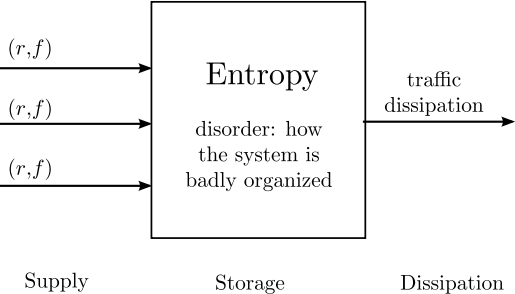 (r,f)
(r,f)
(r,f)
Entropy
disorder: how
the system is
badly organized
traffic
dissipation
Supply
Storage
Dissipation